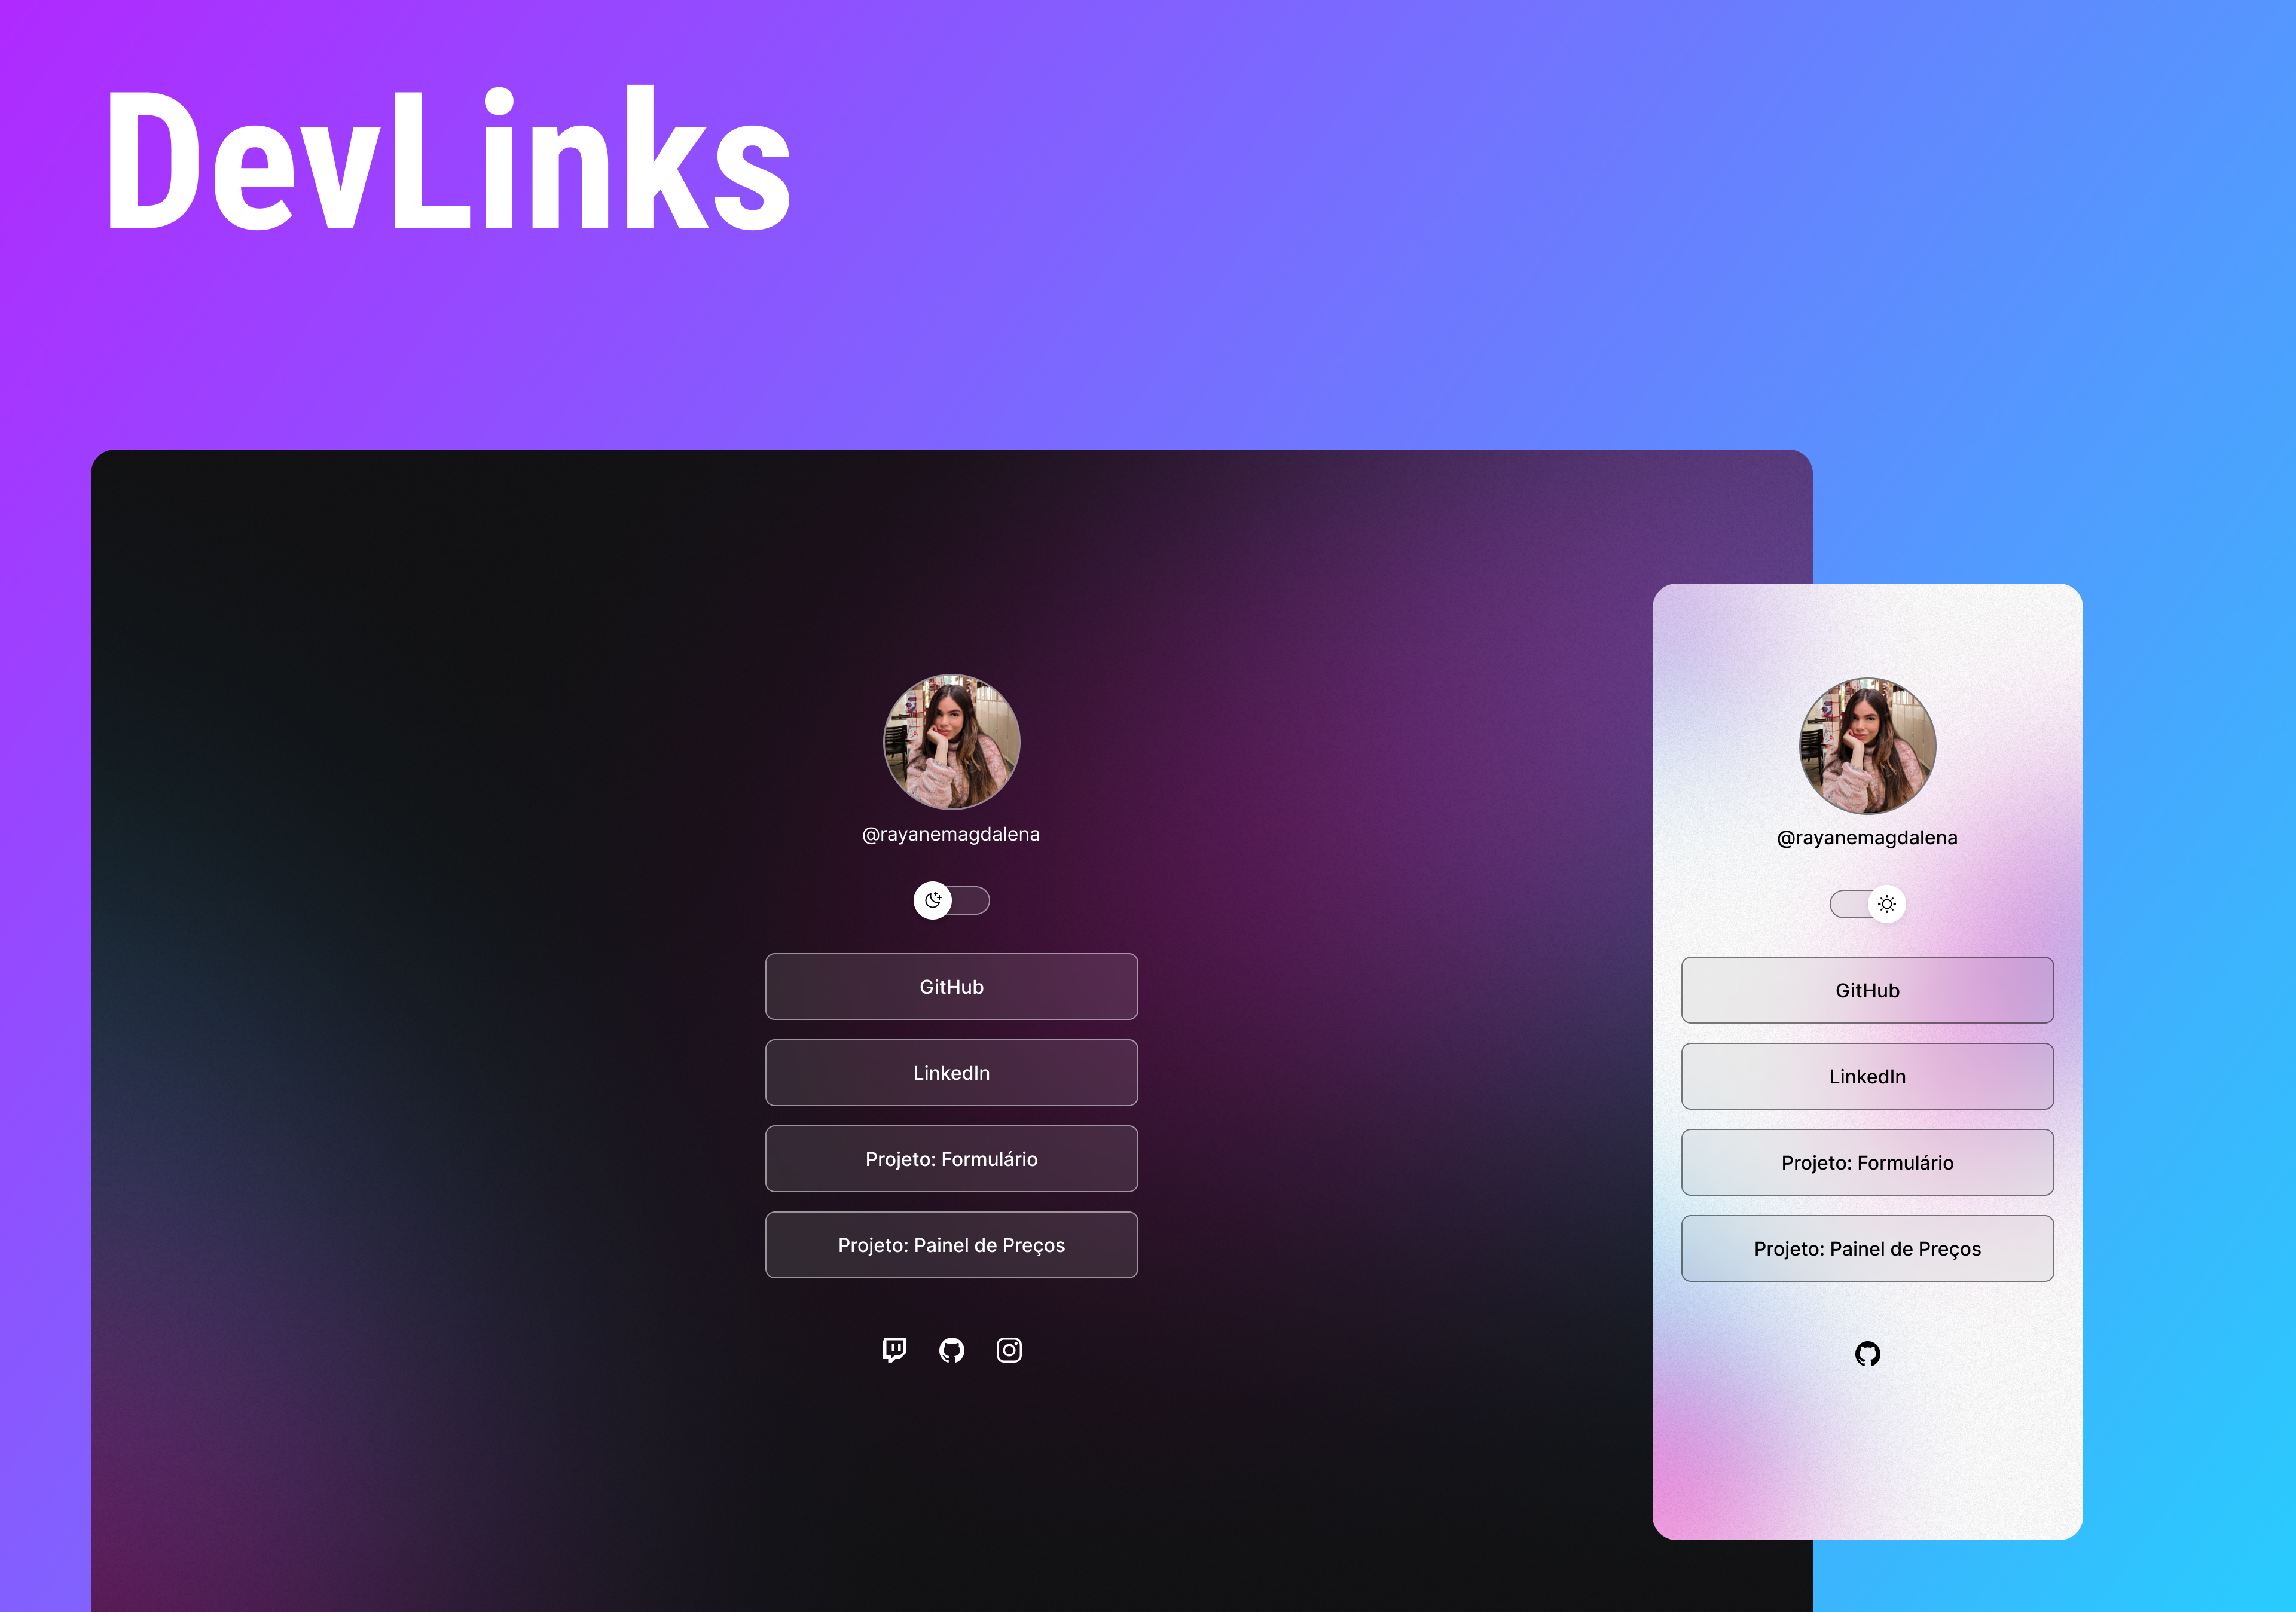 DevLinks
@rayanemagdalena
GitHub
LinkedIn
Projeto: Formulário
Projeto: Painel de Preços
@rayanemagdalena
GitHub
LinkedIn
Projeto: Formulário
Projeto: Painel de Preços